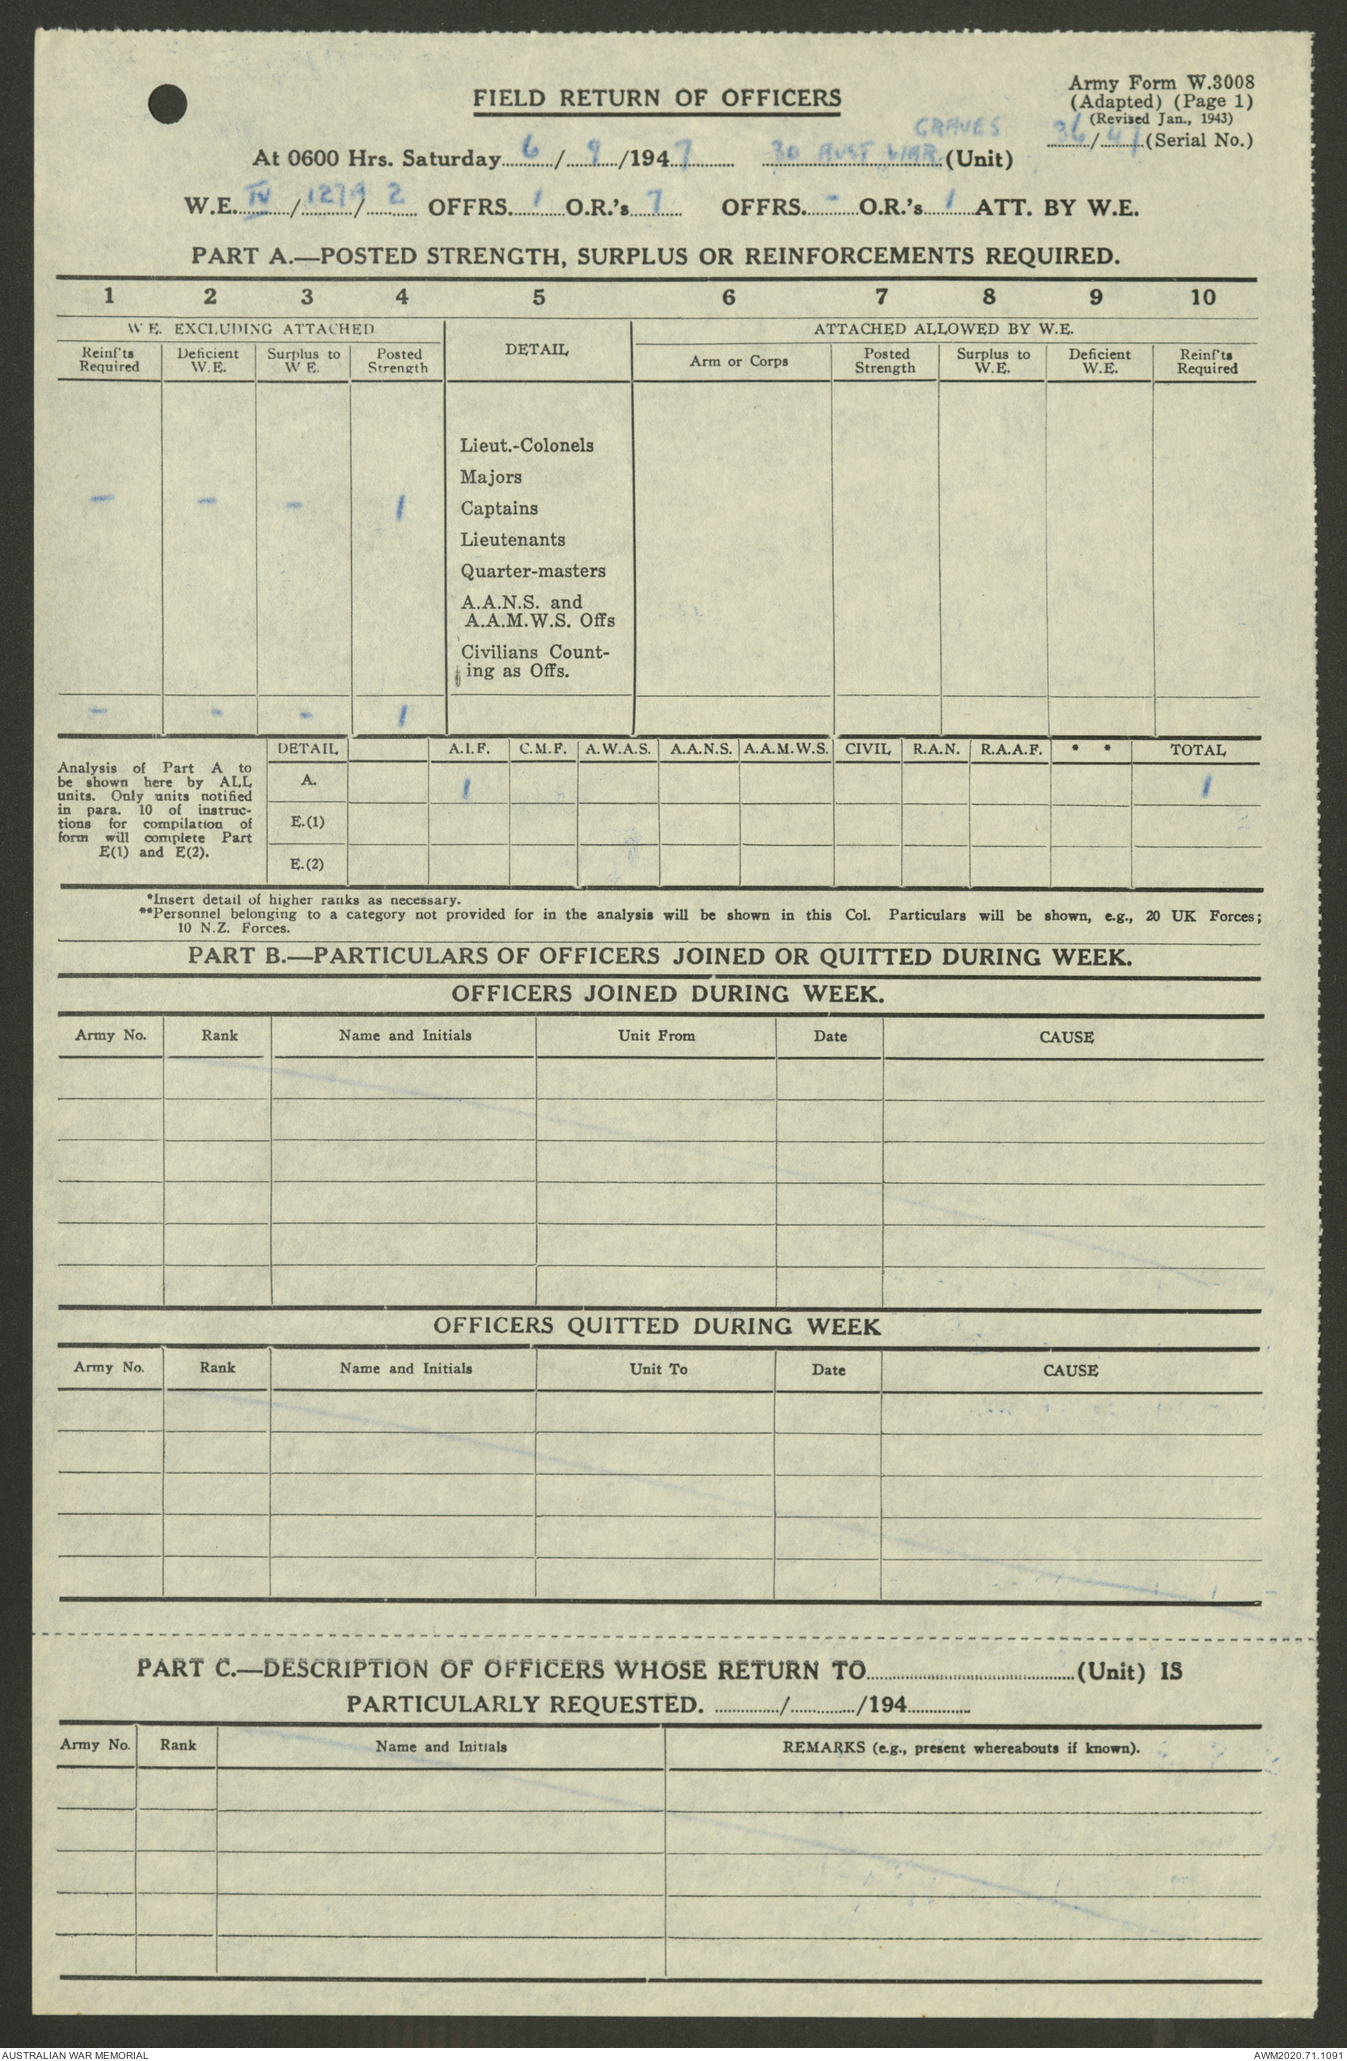 Army Form W.3008
FIELD RETURN OF OFFICERS
(Adapted) (Page 1)
(Revised Jan., 1943)
GRAVES
36/47 (Serial No.)
At 0600 Hrs. Saturday 6/9/1947 30 AUST WAR (Unit)
W.E. IV/1279/2 OFFRS. 1 O.R.'s 7 OFFRS. - O.R.'s 1 ATT. BY W.E.
PART A.—POSTED STRENGTH, SURPLUS OR REINFORCEMENTS REQUIRED.
1 2 3 4 5 6 7 8 9 10
W E. EXCLUDING ATTACHED DETAIL ATTACHED ALLOWED BY W.E.
Reinf'ts Required Deficient W.E. Surplus to W E. Posted Strength Arm or Corps Posted Strength Surplus to W.E. Deficient W.E. Reinf'ts Required
Lieut.-Colonels
Majors
- - - 1 Captains
Lieutenants
Quarter-masters
A.A.N.S. and
A.A.M.W.S. Offs
Civilians Count-
ing as Offs.
- - - 1
DETAIL A.I.F. C.M.F. A.W.A.S. A.A.N.S. A.A.M.W.S. CIVIL R.A.N. R.A.A.F. * * TOTAL
Analysis of Part A to
be shown here by ALL
units. Only units notified
in para. 10 of instruc-
tions for compilation of
form will complete Part
E(1) and E(2).
A. 1 1
E.(1)
E.(2)
*Insert detail of higher ranks as necessary.
**Personnel belonging to a category not provided for in the analysis will be shown in this Col. Particulars will be shown, e.g., 20 UK Forces;
10 N.Z. Forces.
PART B.—PARTICULARS OF OFFICERS JOINED OR QUITTED DURING WEEK.
OFFICERS JOINED DURING WEEK.
Army No. Rank Name and Initials Unit From Date CAUSE
OFFICERS QUITTED DURING WEEK
Army No. Rank Name and Initials Unit To Date CAUSE
PART C.—DESCRIPTION OF OFFICERS WHOSE RETURN TO (Unit) IS
PARTICULARLY REQUESTED. / /194
Army No. Rank Name and Initials REMARKS (e.g., present whereabouts if known).
AUSTRALIAN WAR MEMORIAL AWM2020.71.1091